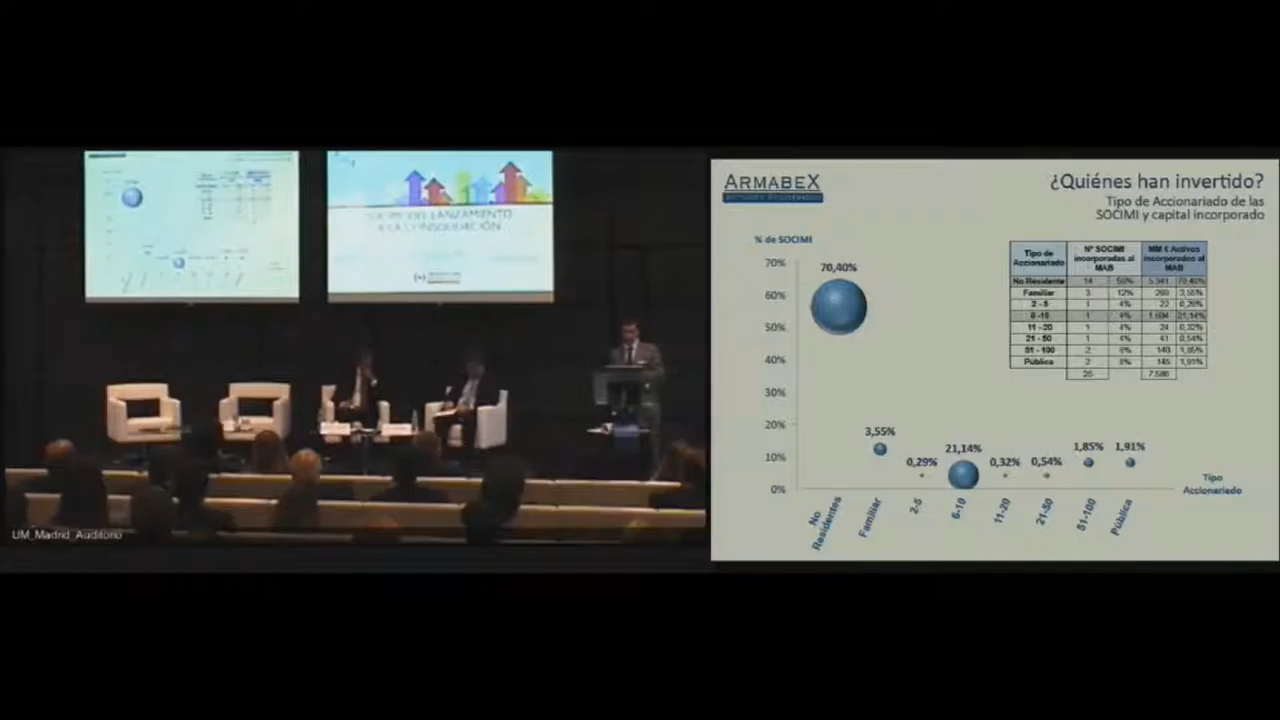 LANZAMIENTO
A LA CONSOLIDACIÓN
UM_Madrid_Auditorio
ARMABEX
¿Quiénes han invertido?
Tipo de Accionariado de las
SOCIMI y capital incorporado
% de SOCIMI
70%
60%
50%
40%
30%
20%
10%
0%
70,40%
3,55%
0,29%
21,14%
0,32%
0,54%
1,85%
1,91%
No Residentes
Familiar
2-5
6-10
11-20
21-50
51-100
Pública
Tipo
Accionariado
Tipo de Accionariado Nº SOCIMI incorporadas al MAB MM € Activos incorporados al MAB
No Residente 14 56% 5.341 70,40%
Familiar 3 12% 269 3,55%
2 - 5 1 4% 22 0,29%
6 -10 1 4% 1.604 21,14%
11 - 20 1 4% 24 0,32%
21 - 50 1 4% 41 0,54%
51 - 100 2 8% 140 1,85%
Pública 2 8% 145 1,91%
25 7.586